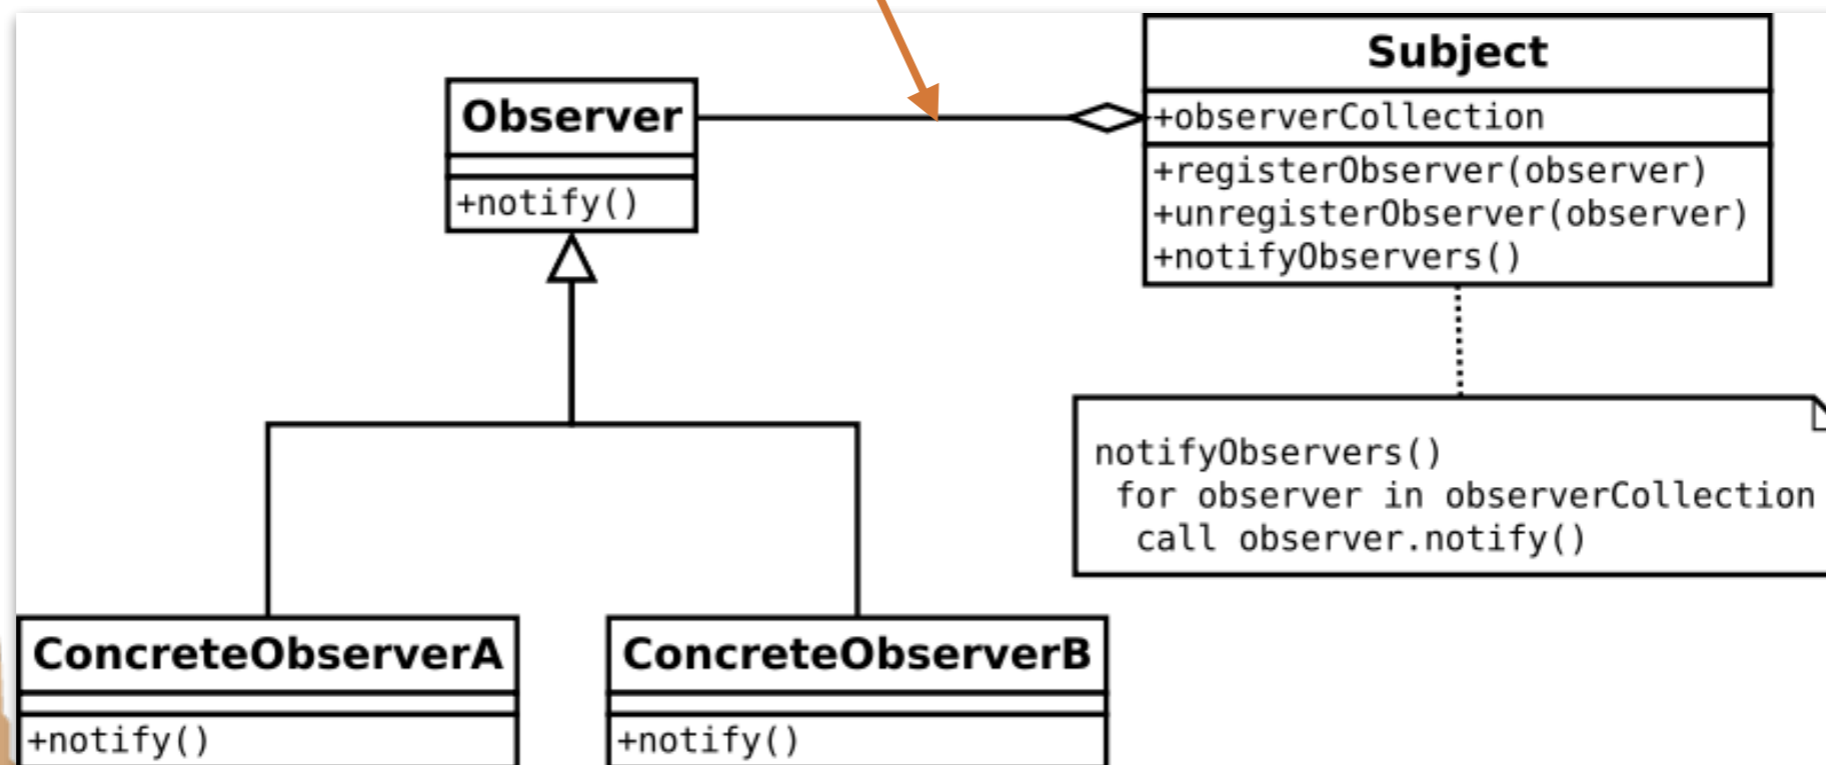 Observer
+notify()
Subject
+observerCollection
+registerObserver(observer)
+unregisterObserver(observer)
+notifyObservers()
notifyObservers()
for observer in observerCollection
call observer.notify()
ConcreteObserverA
+notify()
ConcreteObserverB
+notify()